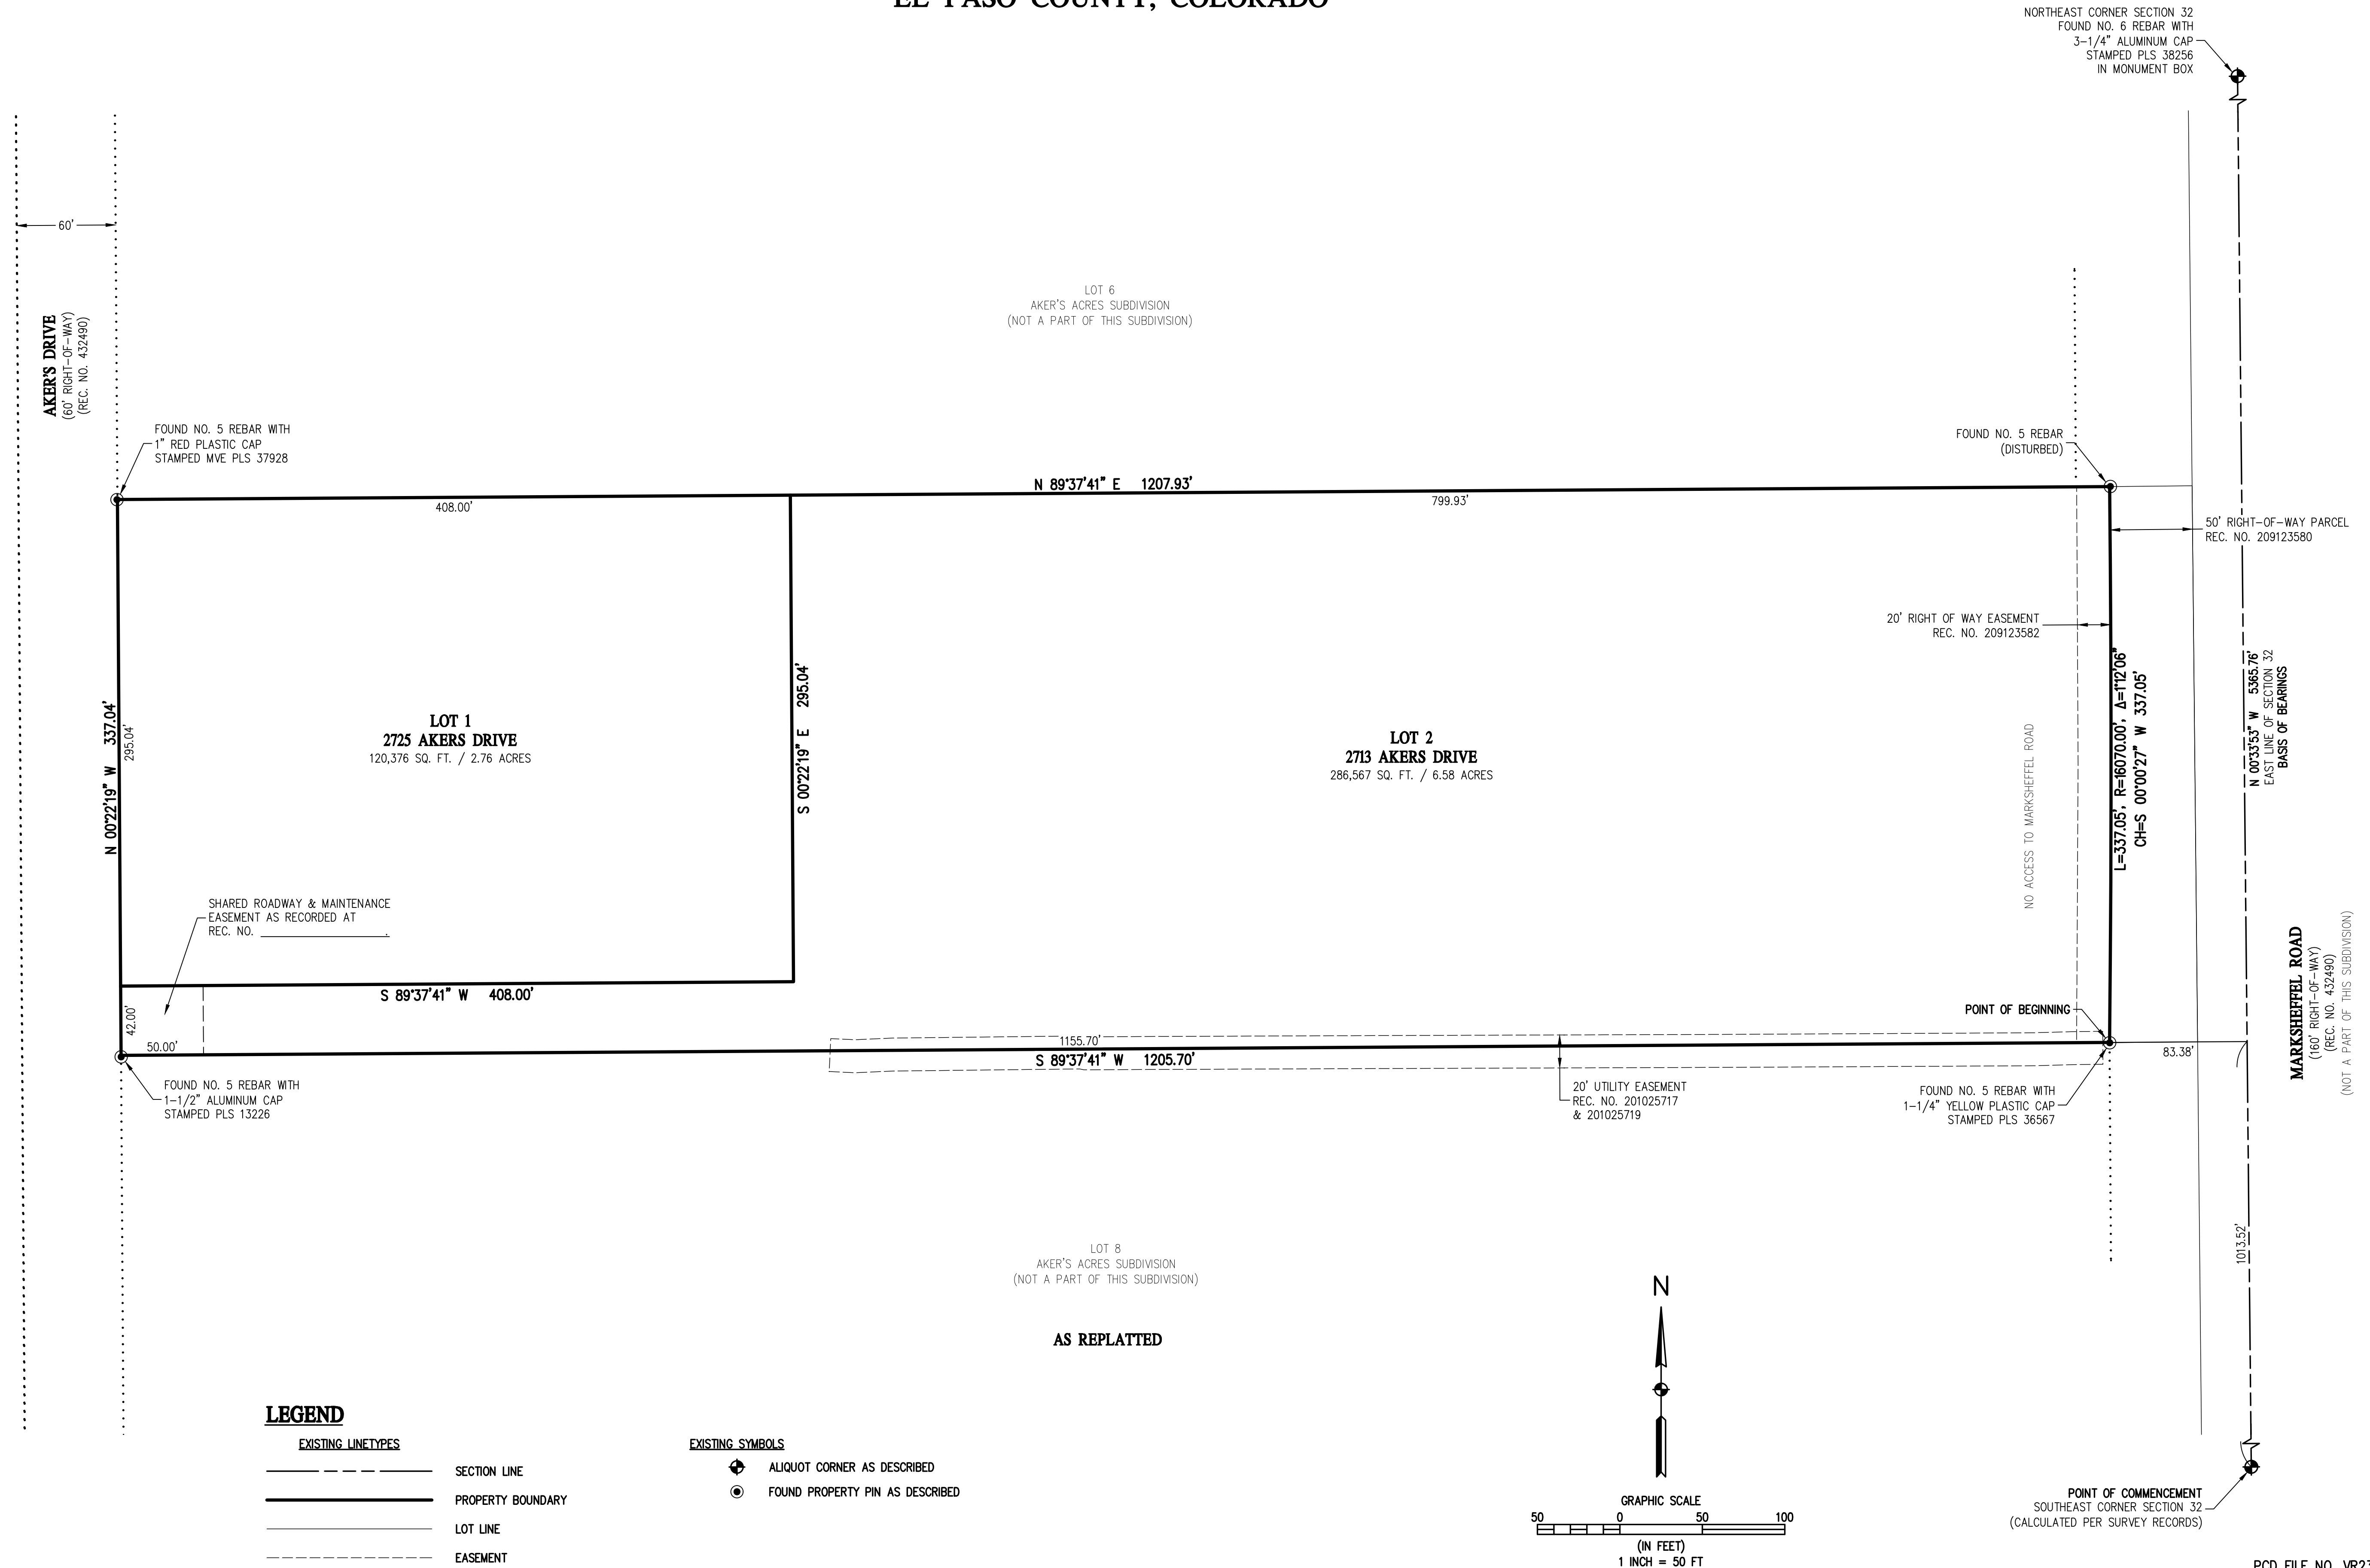 EL PASO COUNTY, COLORADO
NORTHEAST CORNER SECTION 32
FOUND NO. 6 REBAR WITH
3-1/4" ALUMINUM CAP
STAMPED PLS 38256
IN MONUMENT BOX
60'
AKER'S DRIVE
(60' RIGHT-OF-WAY)
(REC. NO. 432490)
LOT 6
AKER'S ACRES SUBDIVISION
(NOT A PART OF THIS SUBDIVISION)
FOUND NO. 5 REBAR WITH
1" RED PLASTIC CAP
STAMPED MVE PLS 37928
FOUND NO. 5 REBAR
(DISTURBED)
N 89°37'41" E 1207.93'
408.00'
799.93'
50' RIGHT-OF-WAY PARCEL
REC. NO. 209123580
20' RIGHT OF WAY EASEMENT
REC. NO. 209123582
N 00°22'19" W 337.04'
295.04'
LOT 1
2725 AKERS DRIVE
120,376 SQ. FT. / 2.76 ACRES
S 00°22'19" E 295.04'
LOT 2
2713 AKERS DRIVE
286,567 SQ. FT. / 6.58 ACRES
NO ACCESS TO MARKSHEFFEL ROAD
L=337.05', R=16070.00', Δ=1°12'06"
CH=S 00°00'27" W 337.05'
N 00°33'53" W 5365.76'
EAST LINE OF SECTION 32
BASIS OF BEARINGS
SHARED ROADWAY & MAINTENANCE
EASEMENT AS RECORDED AT
REC. NO. ____________.
MARKSHEFFEL ROAD
(160' RIGHT-OF-WAY)
(REC. NO. 432490)
(NOT A PART OF THIS SUBDIVISION)
S 89°37'41" W 408.00'
42.00'
50.00'
POINT OF BEGINNING
1155.70'
S 89°37'41" W 1205.70'
83.38'
FOUND NO. 5 REBAR WITH
1-1/2" ALUMINUM CAP
STAMPED PLS 13226
20' UTILITY EASEMENT
REC. NO. 201025717
& 201025719
FOUND NO. 5 REBAR WITH
1-1/4" YELLOW PLASTIC CAP
STAMPED PLS 36567
1013.52'
LOT 8
AKER'S ACRES SUBDIVISION
(NOT A PART OF THIS SUBDIVISION)
AS REPLATTED
N
LEGEND
EXISTING LINETYPES
SECTION LINE
PROPERTY BOUNDARY
LOT LINE
EASEMENT
EXISTING SYMBOLS
ALIQUOT CORNER AS DESCRIBED
FOUND PROPERTY PIN AS DESCRIBED
GRAPHIC SCALE
50 0 50 100
(IN FEET)
1 INCH = 50 FT
POINT OF COMMENCEMENT
SOUTHEAST CORNER SECTION 32
(CALCULATED PER SURVEY RECORDS)
PCD FILE NO.